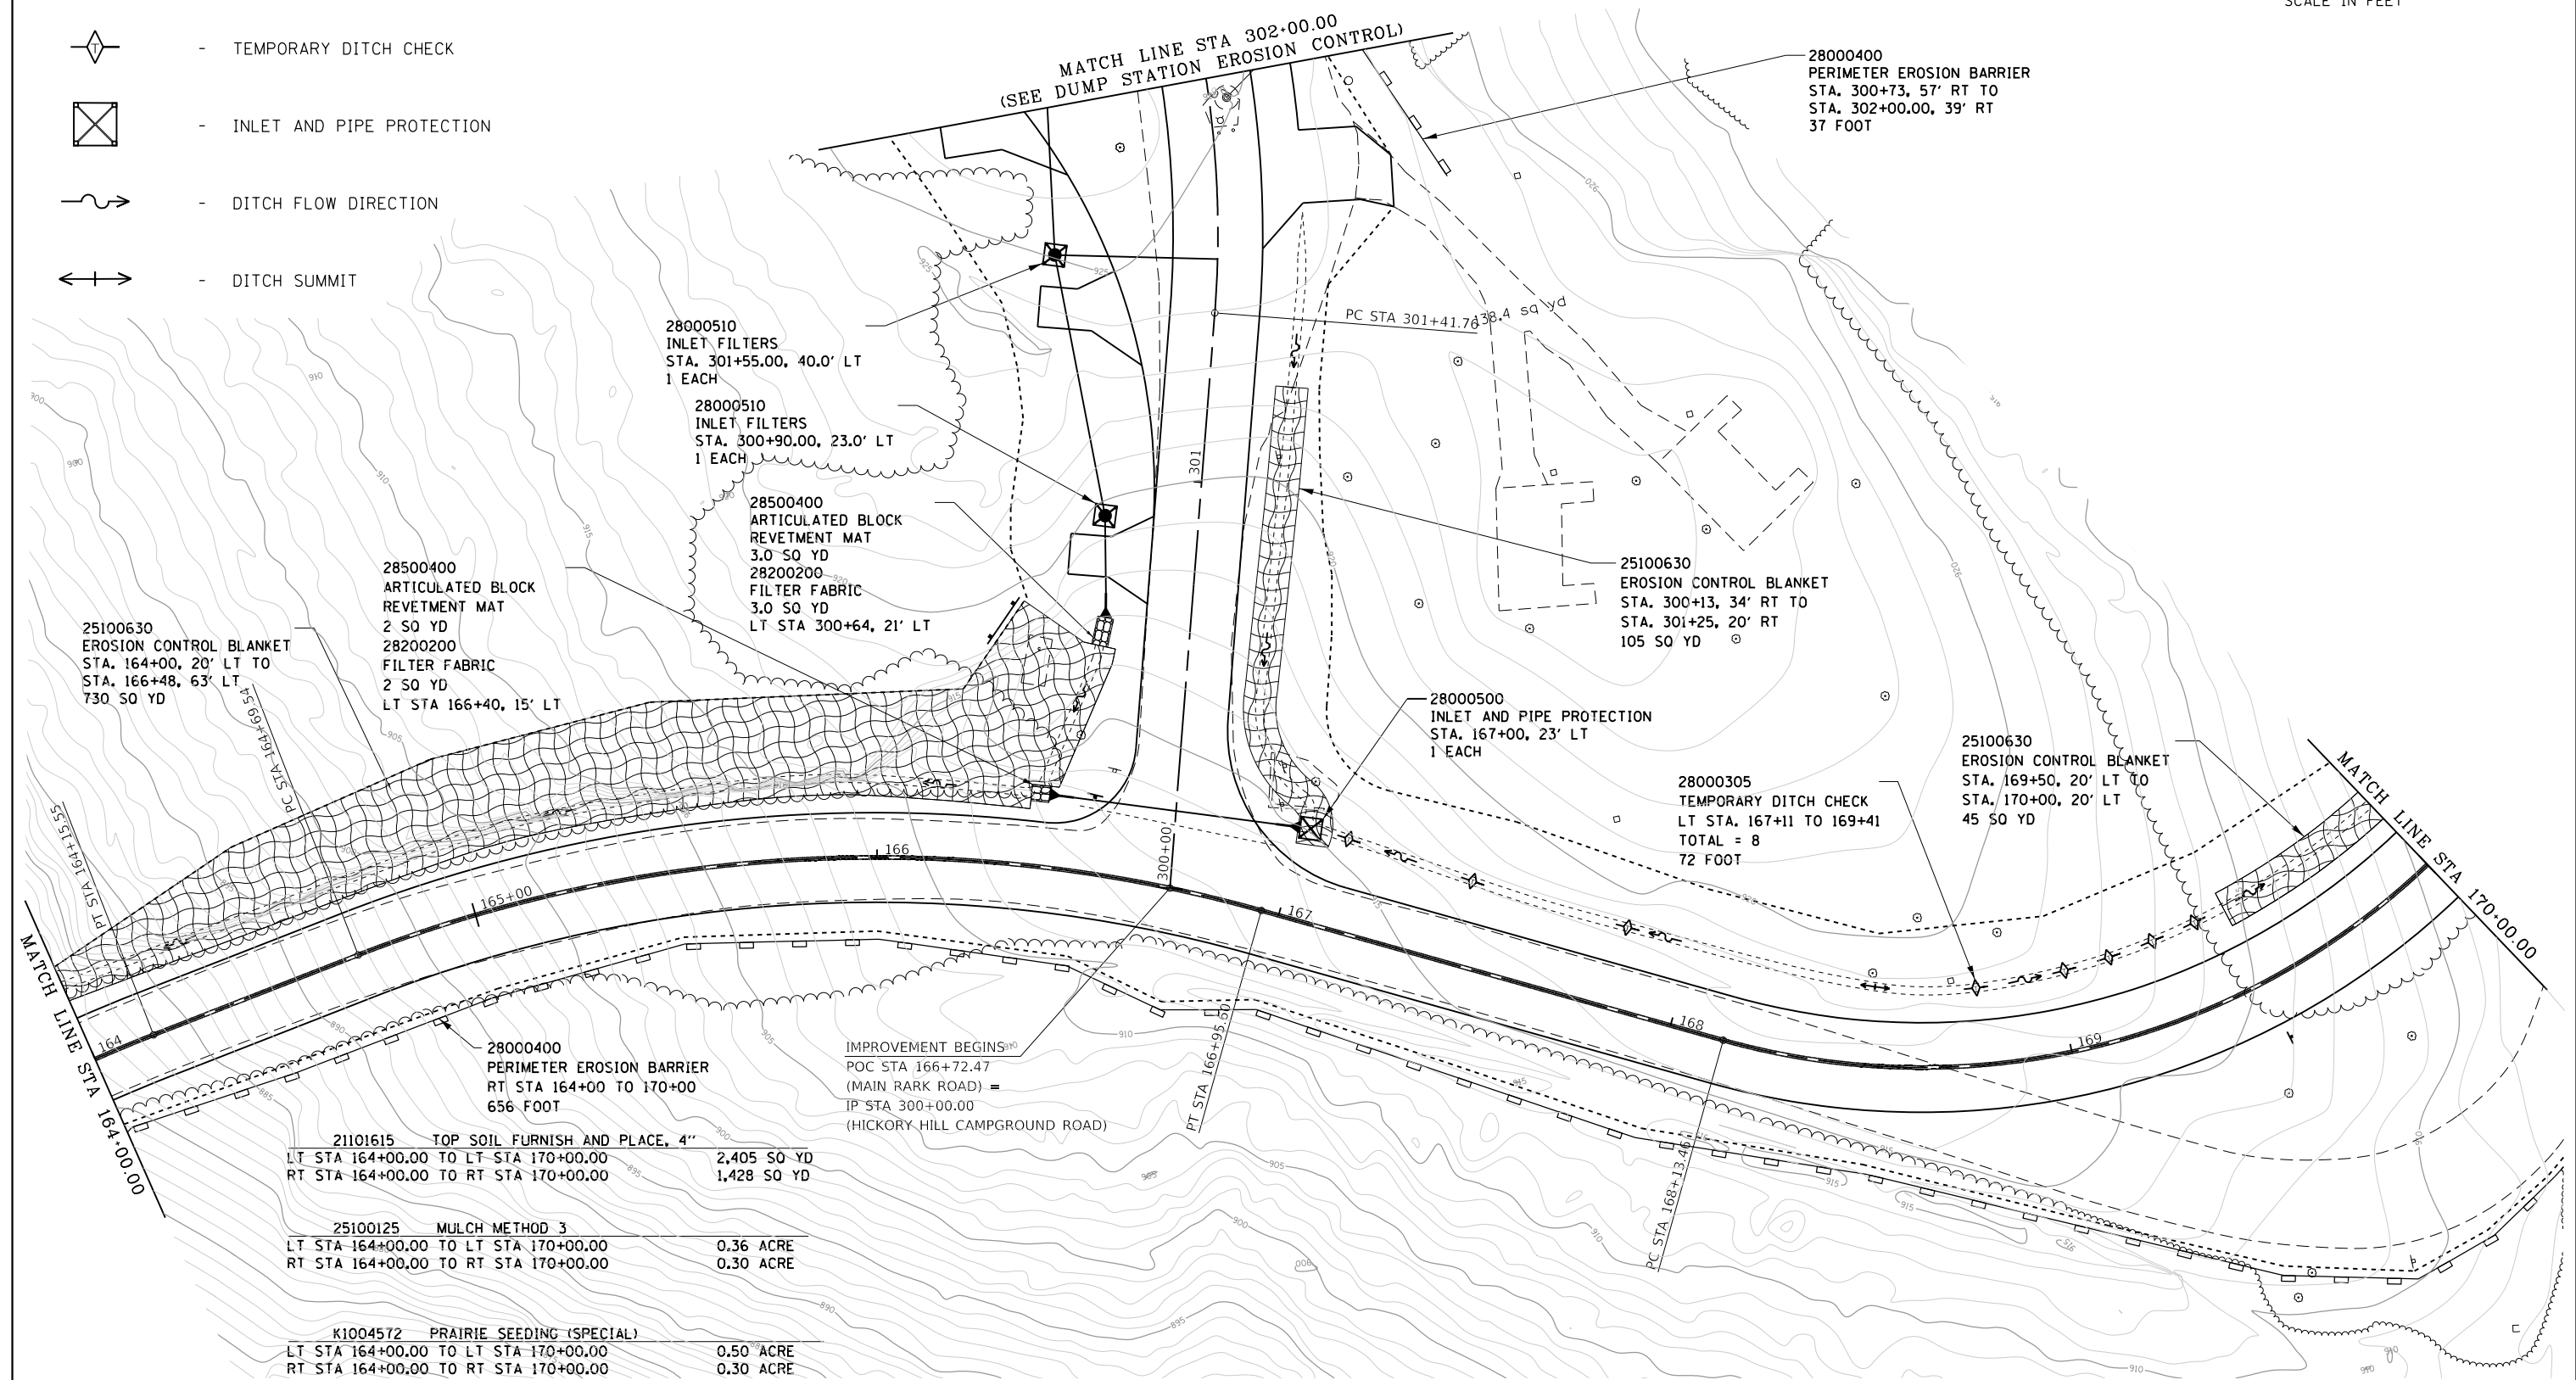 SCALE IN FEET
T
- TEMPORARY DITCH CHECK
- INLET AND PIPE PROTECTION
- DITCH FLOW DIRECTION
- DITCH SUMMIT
MATCH LINE STA 302+00.00
(SEE DUMP STATION EROSION CONTROL)
28000400
PERIMETER EROSION BARRIER
STA. 300+73, 57' RT TO
STA. 302+00.00, 39' RT
37 FOOT
28000510
INLET FILTERS
STA. 301+55.00, 40.0' LT
1 EACH
28000510
INLET FILTERS
STA. 300+90.00, 23.0' LT
1 EACH
PC STA 301+41.76
138.4 sq yd
301
28500400
ARTICULATED BLOCK
REVETMENT MAT
3.0 SQ YD
28200200
FILTER FABRIC
3.0 SQ YD
LT STA 300+64, 21' LT
28500400
ARTICULATED BLOCK
REVETMENT MAT
2 SQ YD
28200200
FILTER FABRIC
2 SQ YD
LT STA 166+40, 15' LT
25100630
EROSION CONTROL BLANKET
STA. 164+00, 20' LT TO
STA. 166+48, 63' LT
730 SQ YD
25100630
EROSION CONTROL BLANKET
STA. 300+13, 34' RT TO
STA. 301+25, 20' RT
105 SQ YD
28000500
INLET AND PIPE PROTECTION
STA. 167+00, 23' LT
1 EACH
28000305
TEMPORARY DITCH CHECK
LT STA. 167+11 TO 169+41
TOTAL = 8
72 FOOT
25100630
EROSION CONTROL BLANKET
STA. 169+50, 20' LT TO
STA. 170+00, 20' LT
45 SQ YD
MATCH LINE STA 170+00.00
PT STA 164+15.55
PC STA 164+69.54
MATCH LINE STA 164+00.00
164
165+00
166
300+00
167
168
169
PT STA 166+95.60
PC STA 168+13.46
28000400
PERIMETER EROSION BARRIER
RT STA 164+00 TO 170+00
656 FOOT
IMPROVEMENT BEGINS
POC STA 166+72.47
(MAIN RARK ROAD) =
IP STA 300+00.00
(HICKORY HILL CAMPGROUND ROAD)
21101615 TOP SOIL FURNISH AND PLACE, 4"
LT STA 164+00.00 TO LT STA 170+00.00 2,405 SQ YD
RT STA 164+00.00 TO RT STA 170+00.00 1,428 SQ YD
25100125 MULCH METHOD 3
LT STA 164+00.00 TO LT STA 170+00.00 0.36 ACRE
RT STA 164+00.00 TO RT STA 170+00.00 0.30 ACRE
K1004572 PRAIRIE SEEDING (SPECIAL)
LT STA 164+00.00 TO LT STA 170+00.00 0.50 ACRE
RT STA 164+00.00 TO RT STA 170+00.00 0.30 ACRE